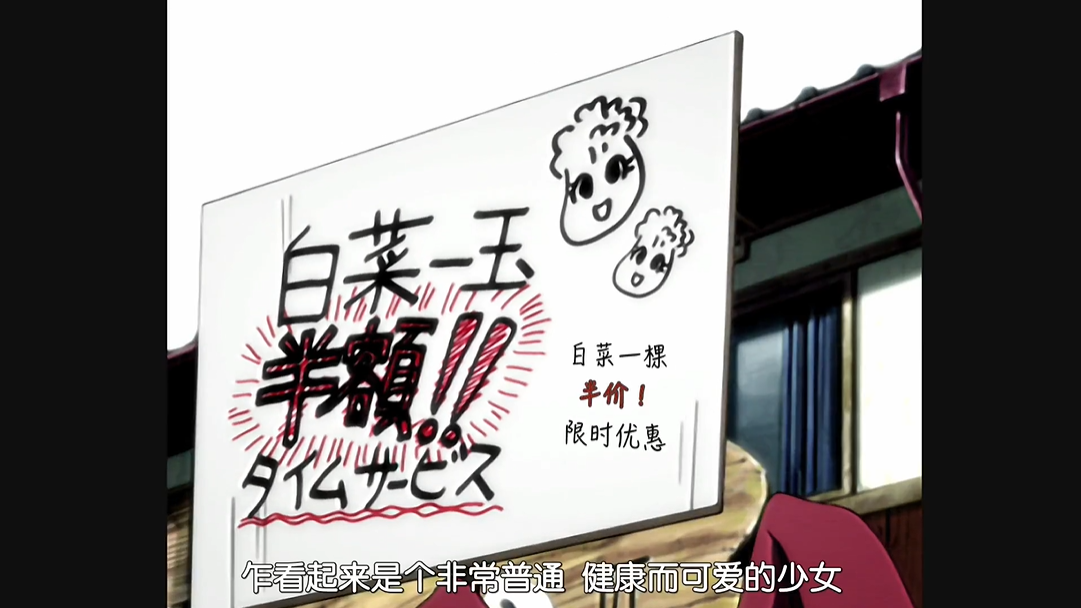 白菜一玉
半額!!
タイムサービス
白菜一棵
半价！
限时优惠
乍看起来是个非常普通 健康而可爱的少女